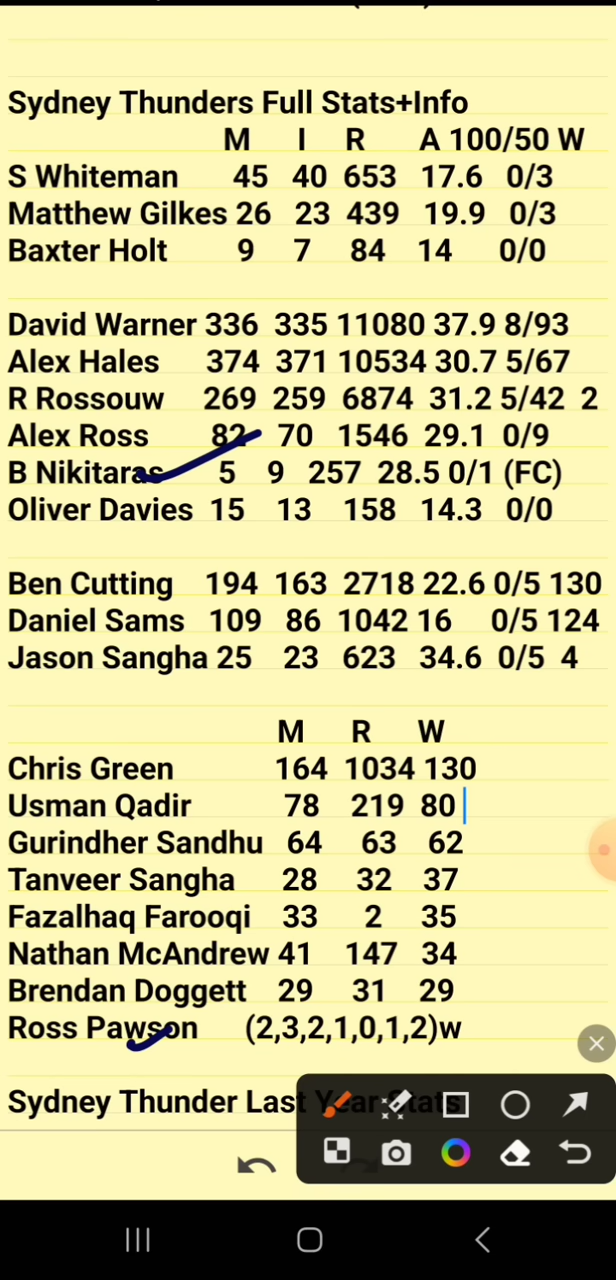 Sydney Thunders Full Stats+Info
M I R A 100/50 W
S Whiteman 45 40 653 17.6 0/3
Matthew Gilkes 26 23 439 19.9 0/3
Baxter Holt 9 7 84 14 0/0
David Warner 336 335 11080 37.9 8/93
Alex Hales 374 371 10534 30.7 5/67
R Rossouw 269 259 6874 31.2 5/42 2
Alex Ross 82 70 1546 29.1 0/9
B Nikitaras 5 9 257 28.5 0/1 (FC)
Oliver Davies 15 13 158 14.3 0/0
Ben Cutting 194 163 2718 22.6 0/5 130
Daniel Sams 109 86 1042 16 0/5 124
Jason Sangha 25 23 623 34.6 0/5 4
M R W
Chris Green 164 1034 130
Usman Qadir 78 219 80
Gurindher Sandhu 64 63 62
Tanveer Sangha 28 32 37
Fazalhaq Farooqi 33 2 35
Nathan McAndrew 41 147 34
Brendan Doggett 29 31 29
Ross Pawson (2,3,2,1,0,1,2)w
Sydney Thunder Last Year Stats